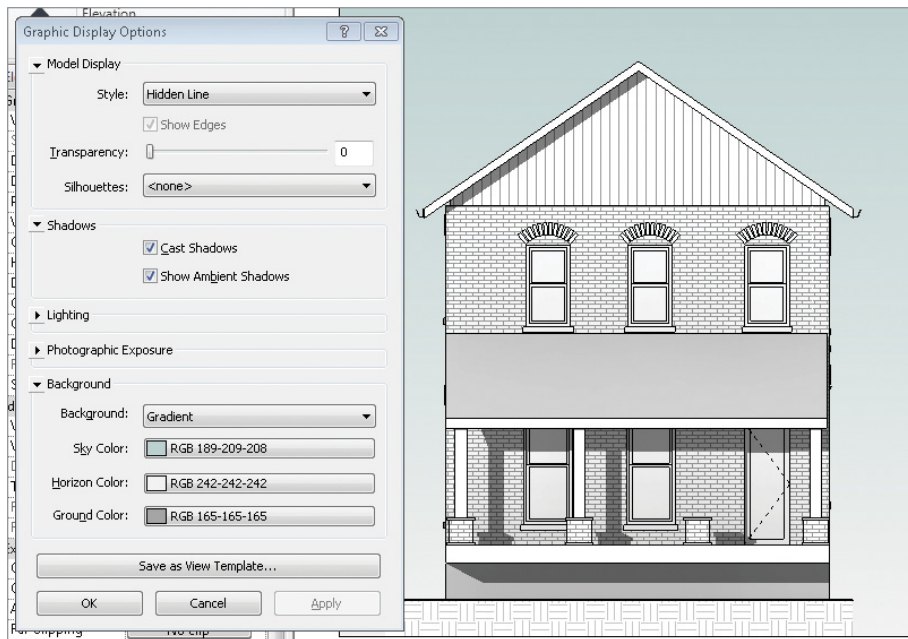 Elevation
Graphic Display Options
Model Display
Style: Hidden Line
Show Edges
Transparency: 0
Silhouettes: <none>
Shadows
Cast Shadows
Show Ambient Shadows
Lighting
Photographic Exposure
Background
Background: Gradient
Sky Color: RGB 189-209-208
Horizon Color: RGB 242-242-242
Ground Color: RGB 165-165-165
Save as View Template...
OK Cancel Apply
Far Clipping No clip